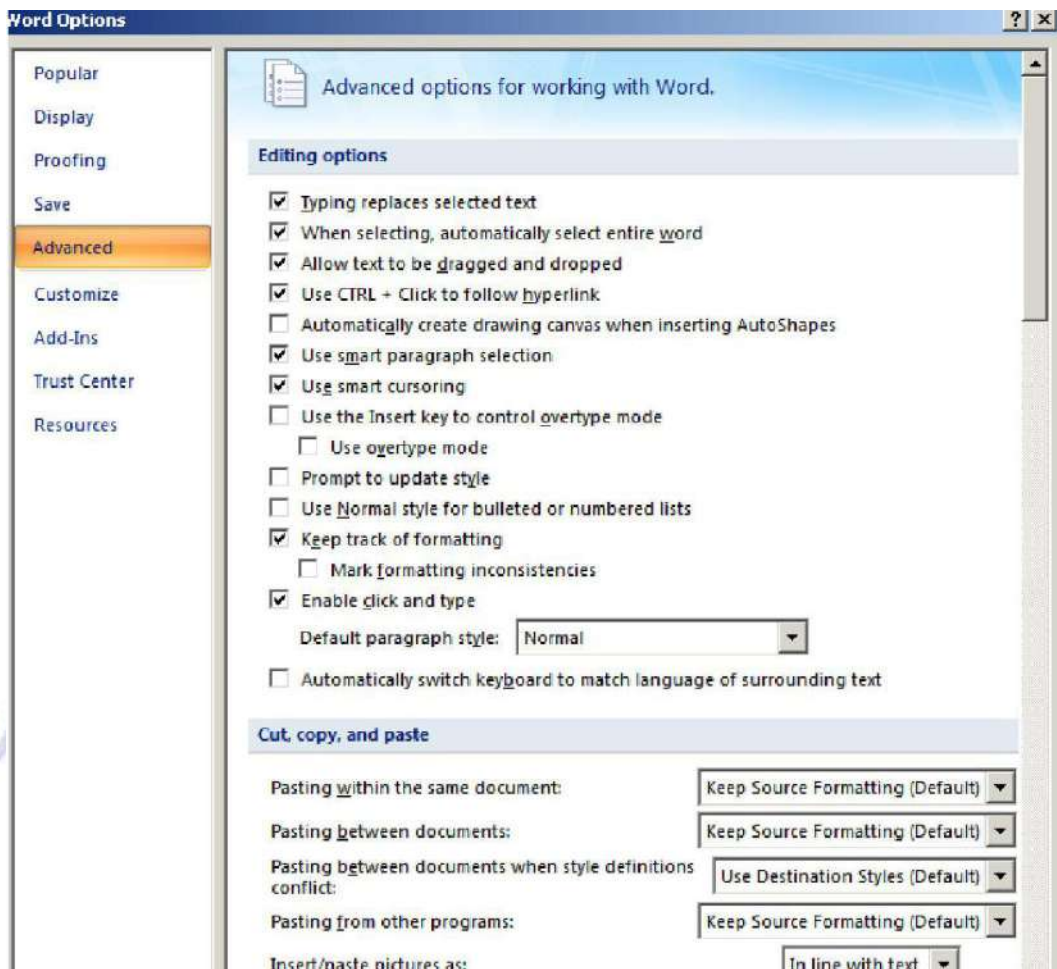 Word Options
Popular
Display
Proofing
Save
Advanced
Customize
Add-Ins
Trust Center
Resources
Advanced options for working with Word.
Editing options
Typing replaces selected text
When selecting, automatically select entire word
Allow text to be dragged and dropped
Use CTRL + Click to follow hyperlink
Automatically create drawing canvas when inserting AutoShapes
Use smart paragraph selection
Use smart cursoring
Use the Insert key to control overtype mode
Use overtype mode
Prompt to update style
Use Normal style for bulleted or numbered lists
Keep track of formatting
Mark formatting inconsistencies
Enable click and type
Default paragraph style: Normal
Automatically switch keyboard to match language of surrounding text
Cut, copy, and paste
Pasting within the same document: Keep Source Formatting (Default)
Pasting between documents: Keep Source Formatting (Default)
Pasting between documents when style definitions
conflict: Use Destination Styles (Default)
Pasting from other programs: Keep Source Formatting (Default)
Insert/paste pictures as: In line with text